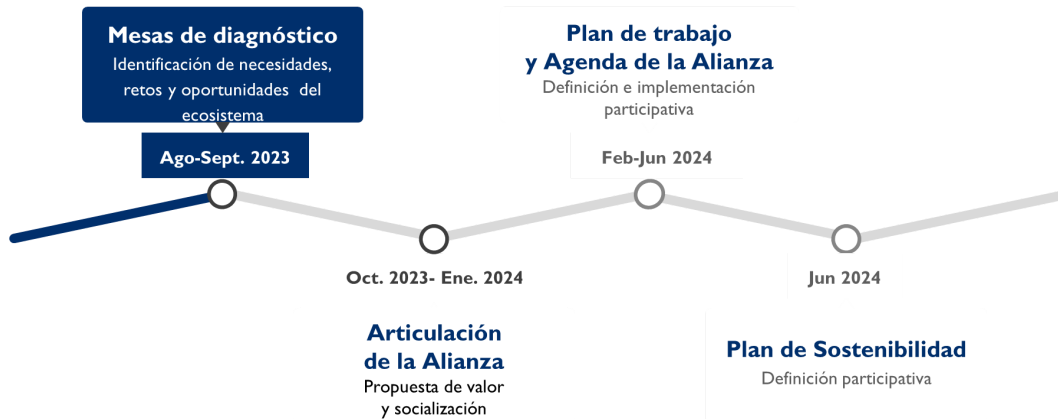 Mesas de diagnóstico
Identificación de necesidades,
retos y oportunidades del
ecosistema
Ago-Sept. 2023
Oct. 2023- Ene. 2024
Articulación
de la Alianza
Propuesta de valor
y socialización
Plan de trabajo
y Agenda de la Alianza
Definición e implementación
participativa
Feb-Jun 2024
Jun 2024
Plan de Sostenibilidad
Definición participativa